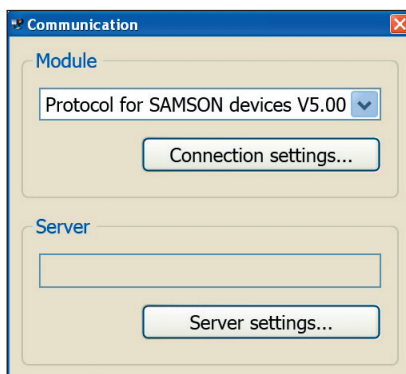 Communication
Module
Protocol for SAMSON devices V5.00
Connection settings...
Server
Server settings...